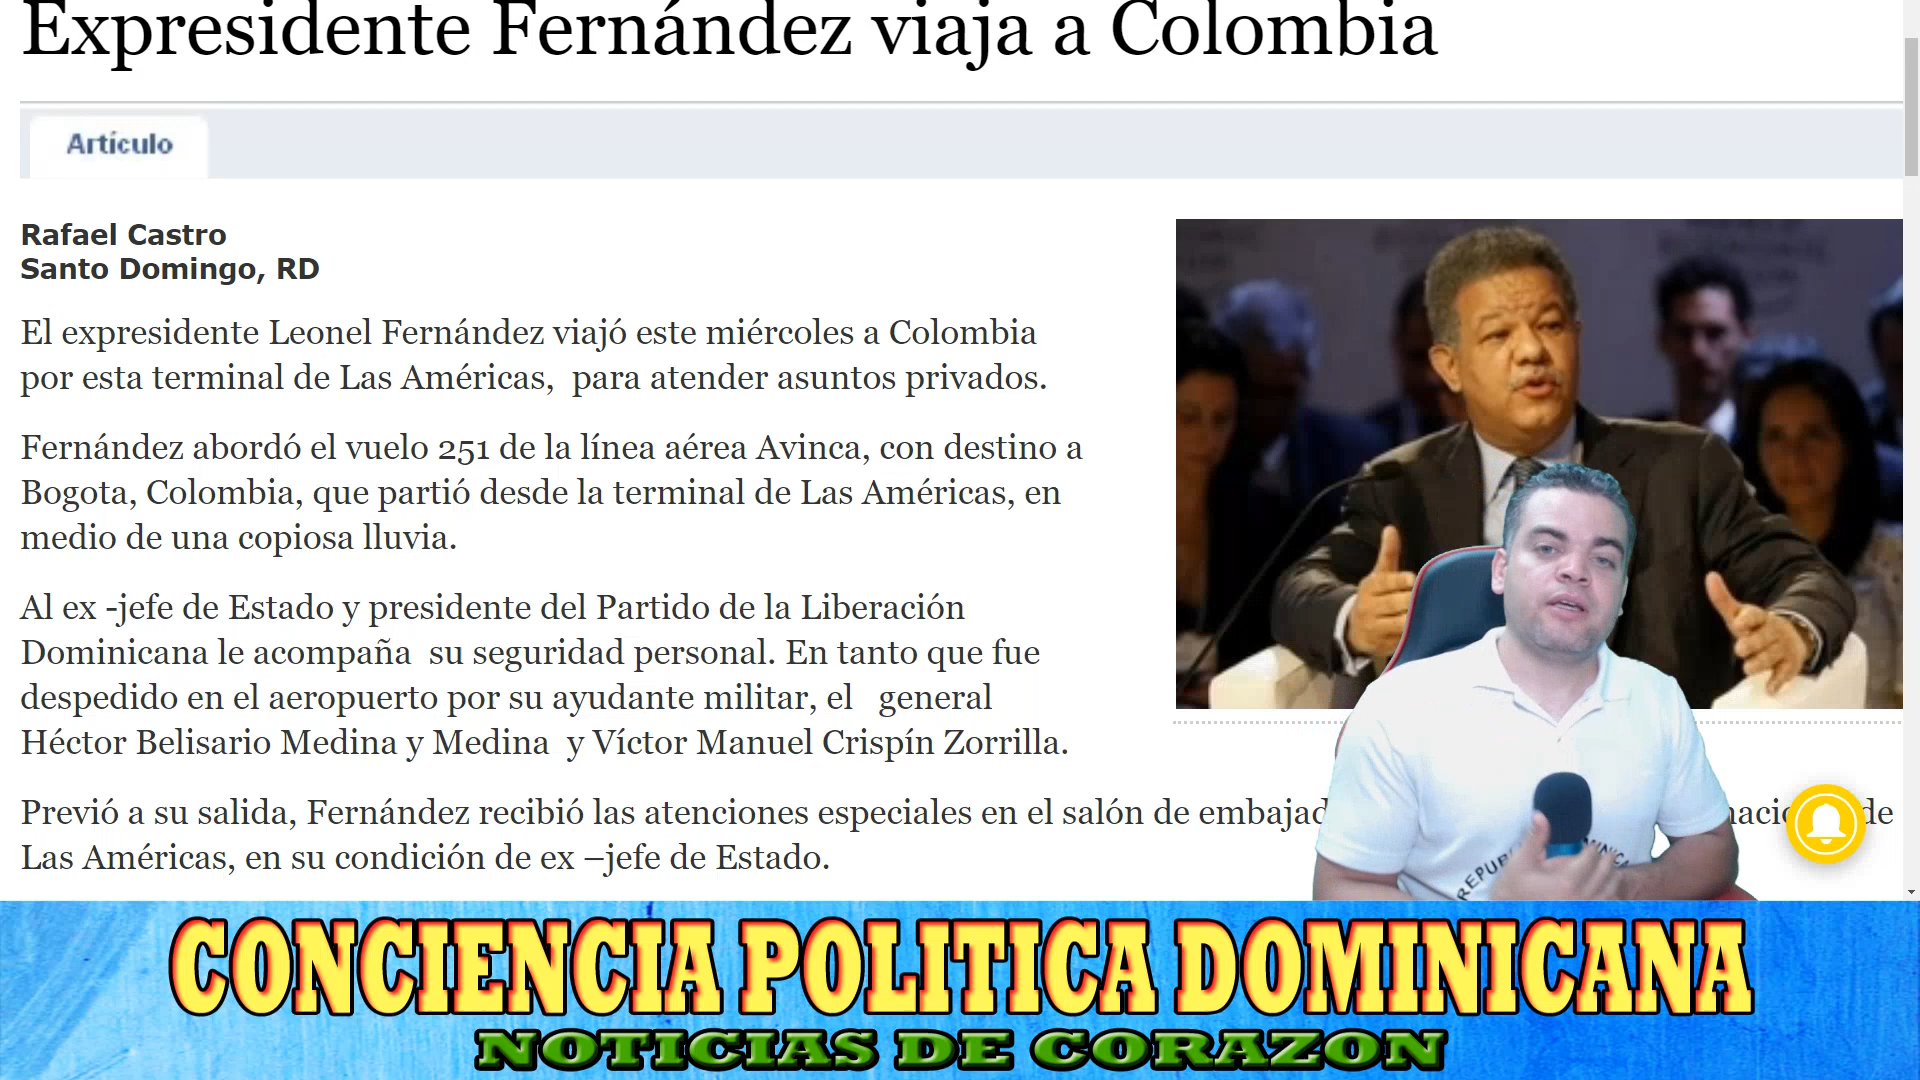 Expresidente Fernández viaja a Colombia
Artículo
Rafael Castro
Santo Domingo, RD
El expresidente Leonel Fernández viajó este miércoles a Colombia
por esta terminal de Las Américas,  para atender asuntos privados.
Fernández abordó el vuelo 251 de la línea aérea Avinca, con destino a
Bogota, Colombia, que partió desde la terminal de Las Américas, en
medio de una copiosa lluvia.
Al ex -jefe de Estado y presidente del Partido de la Liberación
Dominicana le acompaña  su seguridad personal. En tanto que fue
despedido en el aeropuerto por su ayudante militar, el   general
Héctor Belisario Medina y Medina  y Víctor Manuel Crispín Zorrilla.
Previó a su salida, Fernández recibió las atenciones especiales en el salón de de
Las Américas, en su condición de ex –jefe de Estado.
CONCIENCIA POLITICA DOMINICANA
NOTICIAS DE CORAZON